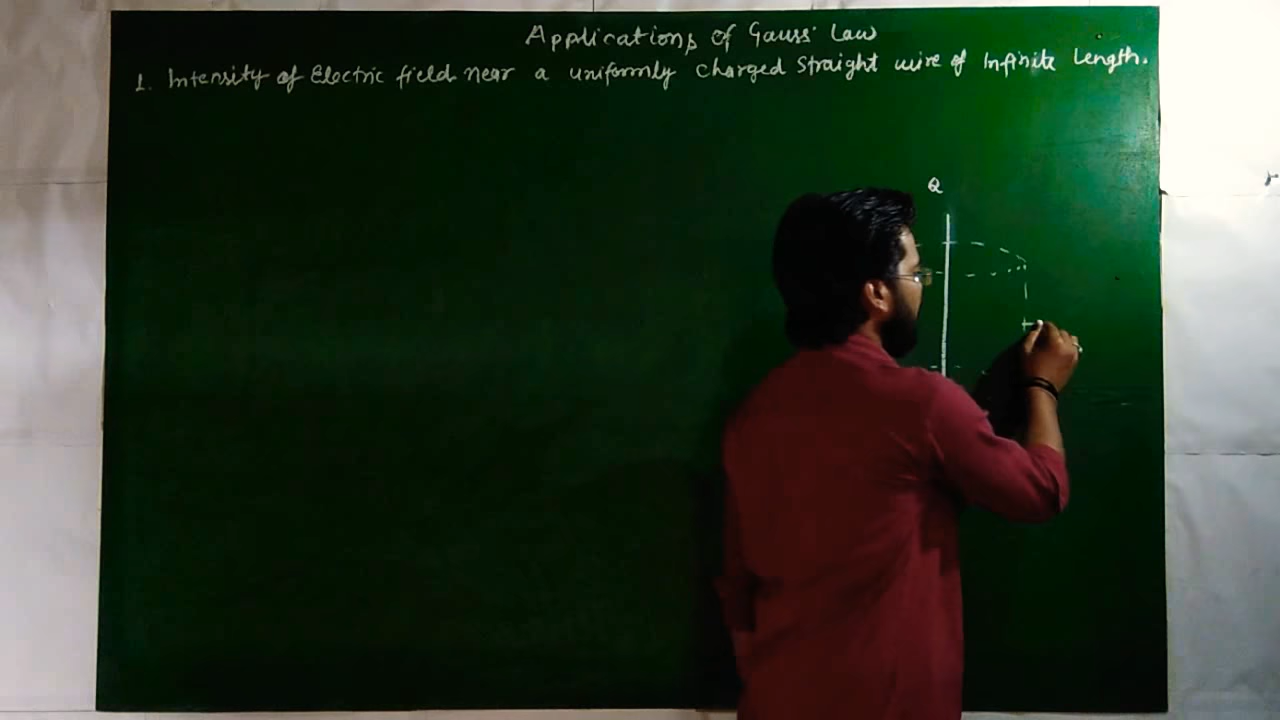 Applications of Gauss' Law
1. Intensity of Electric field near a uniformly charged straight wire of Infinite Length.
Q